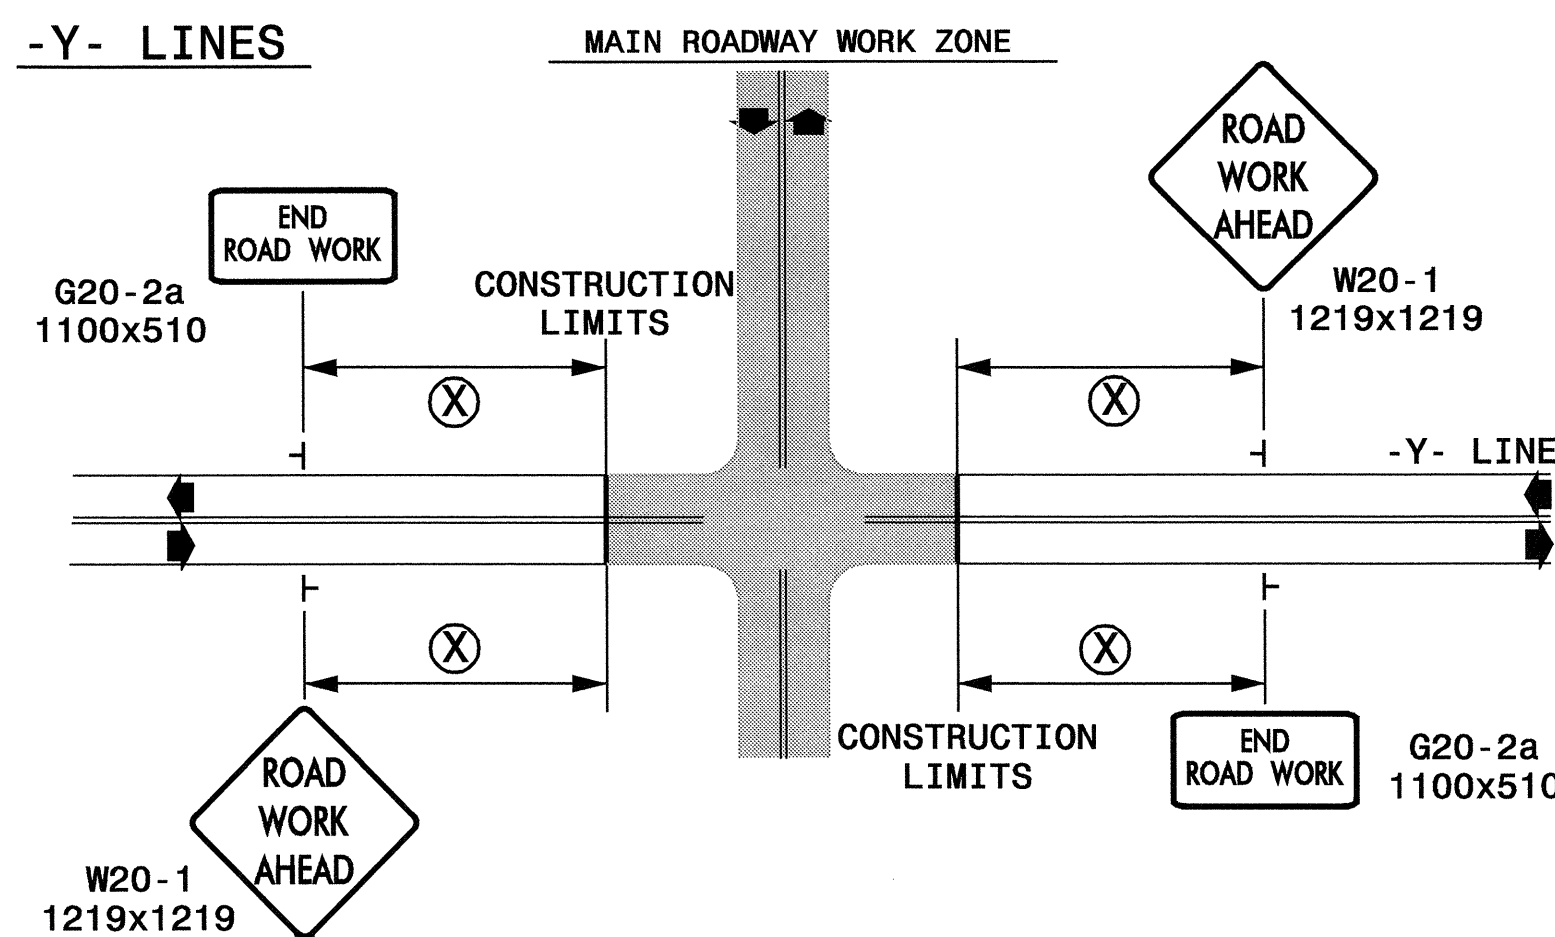 -Y- LINES
MAIN ROADWAY WORK ZONE
END
ROAD WORK
G20-2a
1100x510
CONSTRUCTION
LIMITS
ROAD
WORK
AHEAD
W20-1
1219x1219
X
X
-Y- LINE
X
X
ROAD
WORK
AHEAD
W20-1
1219x1219
CONSTRUCTION
LIMITS
END
ROAD WORK
G20-2a
1100x510